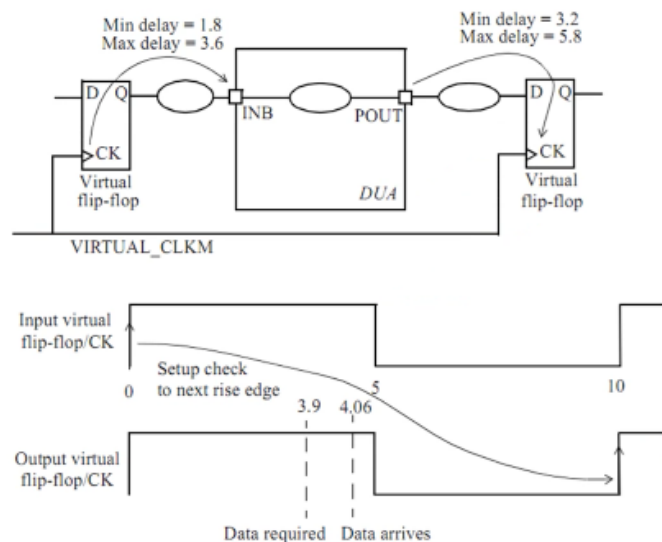 Min delay = 1.8
Max delay = 3.6
Min delay = 3.2
Max delay = 5.8
D Q
INB
POUT
D Q
CK
CK
Virtual
flip-flop
DUA
Virtual
flip-flop
VIRTUAL_CLKM
Input virtual
flip-flop/CK
Setup check
to next rise edge
0
5
10
3.9
4.06
Output virtual
flip-flop/CK
Data required
Data arrives